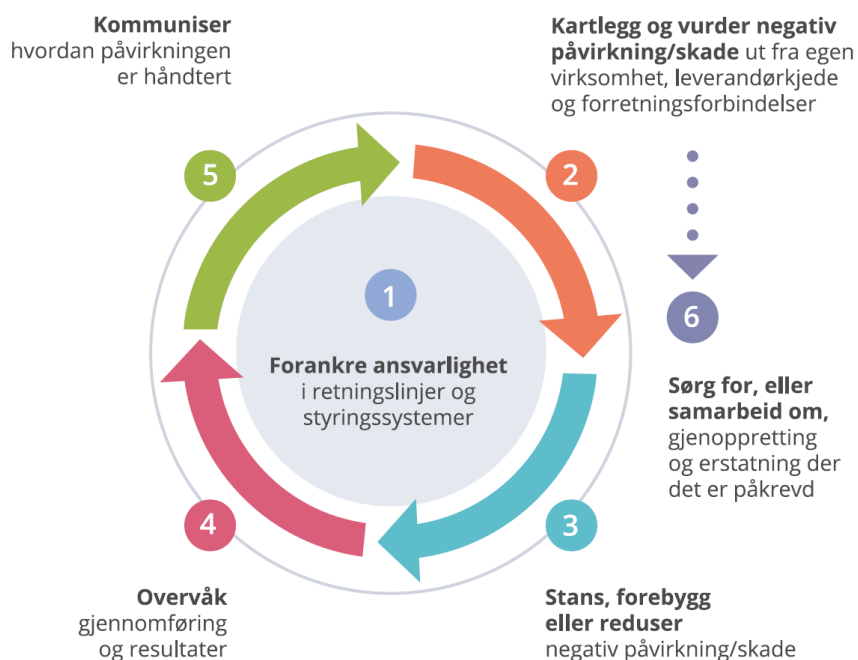 Kommuniser
hvordan påvirkningen
er håndtert
Kartlegg og vurder negativ
påvirkning/skade ut fra egen
virksomhet, leverandørkjede
og forretningsforbindelser
5
2
1
Forankre ansvarlighet
i retningslinjer og
styringssystemer
6
Sørg for, eller
samarbeid om,
gjenoppretting
og erstatning der
det er påkrevd
4
3
Overvåk
gjennomføring
og resultater
Stans, forebygg
eller reduser
negativ påvirkning/skade